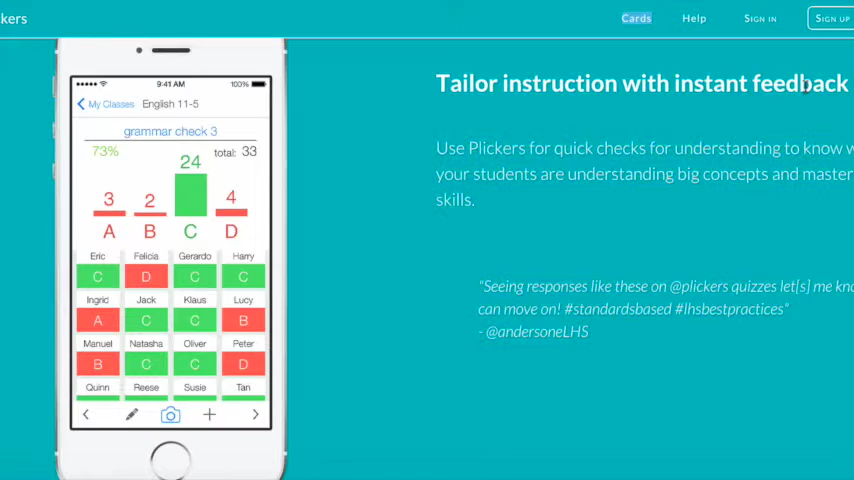 kers
Cards Help Sign in Sign up
9:41 AM 100%
My Classes English 11-5
grammar check 3
73% 24 total: 33
3 2 4
A B C D
Eric Felicia Gerardo Harry
C D C C
Ingrid Jack Klaus Lucy
A C C B
Manuel Natasha Oliver Peter
B C C D
Quinn Reese Susie Tan
Tailor instruction with instant feedback
Use Plickers for quick checks for understanding to know w
your students are understanding big concepts and master
skills.
"Seeing responses like these on @plickers quizzes let[s] me kno
can move on! #standardsbased #lhsbestpractices"
- @andersoneLHS